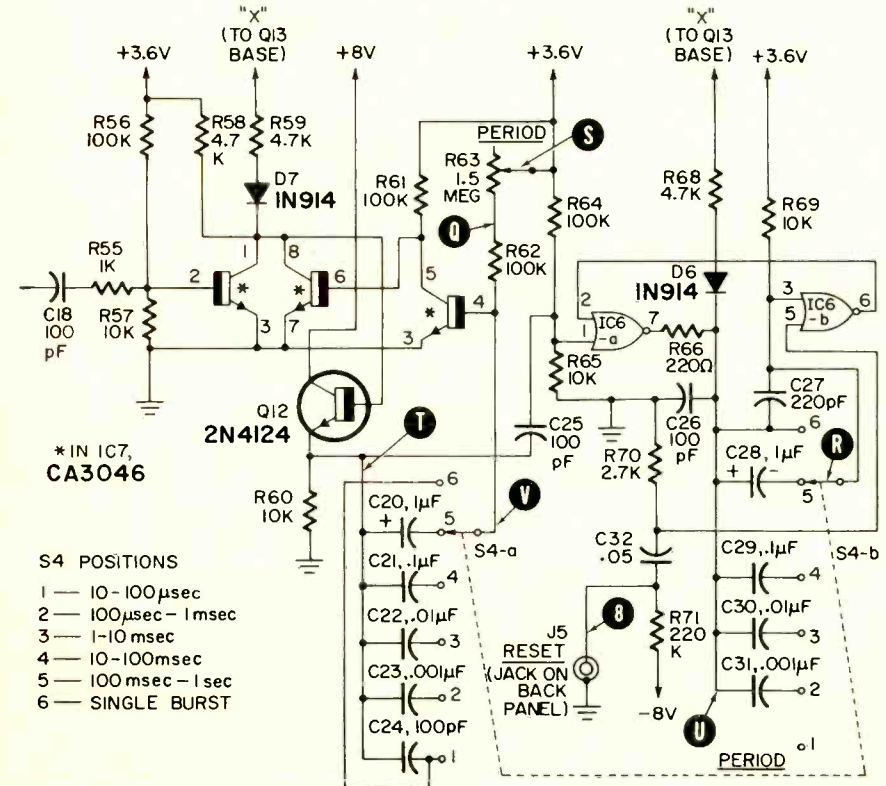 "X"
(TO Q13
BASE)
+3.6V
+8V
+3.6V
"X"
(TO Q13
BASE)
+3.6V
R56
100K
R58
4.7
K
R59
4.7K
D7
1N914
R61
100K
PERIOD
S
R63
1.5
MEG
Q
R62
100K
R64
100K
R68
4.7K
R69
10K
D6
1N914
R55
1K
C18
100
pF
R57
10K
1
8
2
*
*
6
3
7
5
*
4
3
2
1
IC6
-a
7
R66
220Ω
3
5
IC6
-b
6
R65
10K
C26
100
pF
C27
220pF
Q12
2N4124
T
C25
100
pF
R70
2.7K
*IN IC7,
CA3046
R60
10K
6
C20, 1µF
+
5
S4-a
V
C21, .1µF
4
C22, .01µF
3
C23, .001µF
2
C24, 100pF
1
C32
.05
8
J5
RESET
(JACK ON
BACK
PANEL)
R71
220
K
-8V
6
C28, 1µF
+
-
5
R
S4-b
C29, .1µF
4
C30, .01µF
3
C31, .001µF
2
U
1
PERIOD
S4 POSITIONS
1 — 10-100µsec
2 — 100µsec-1msec
3 — 1-10 msec
4 — 10-100msec
5 — 100msec-1sec
6 — SINGLE BURST